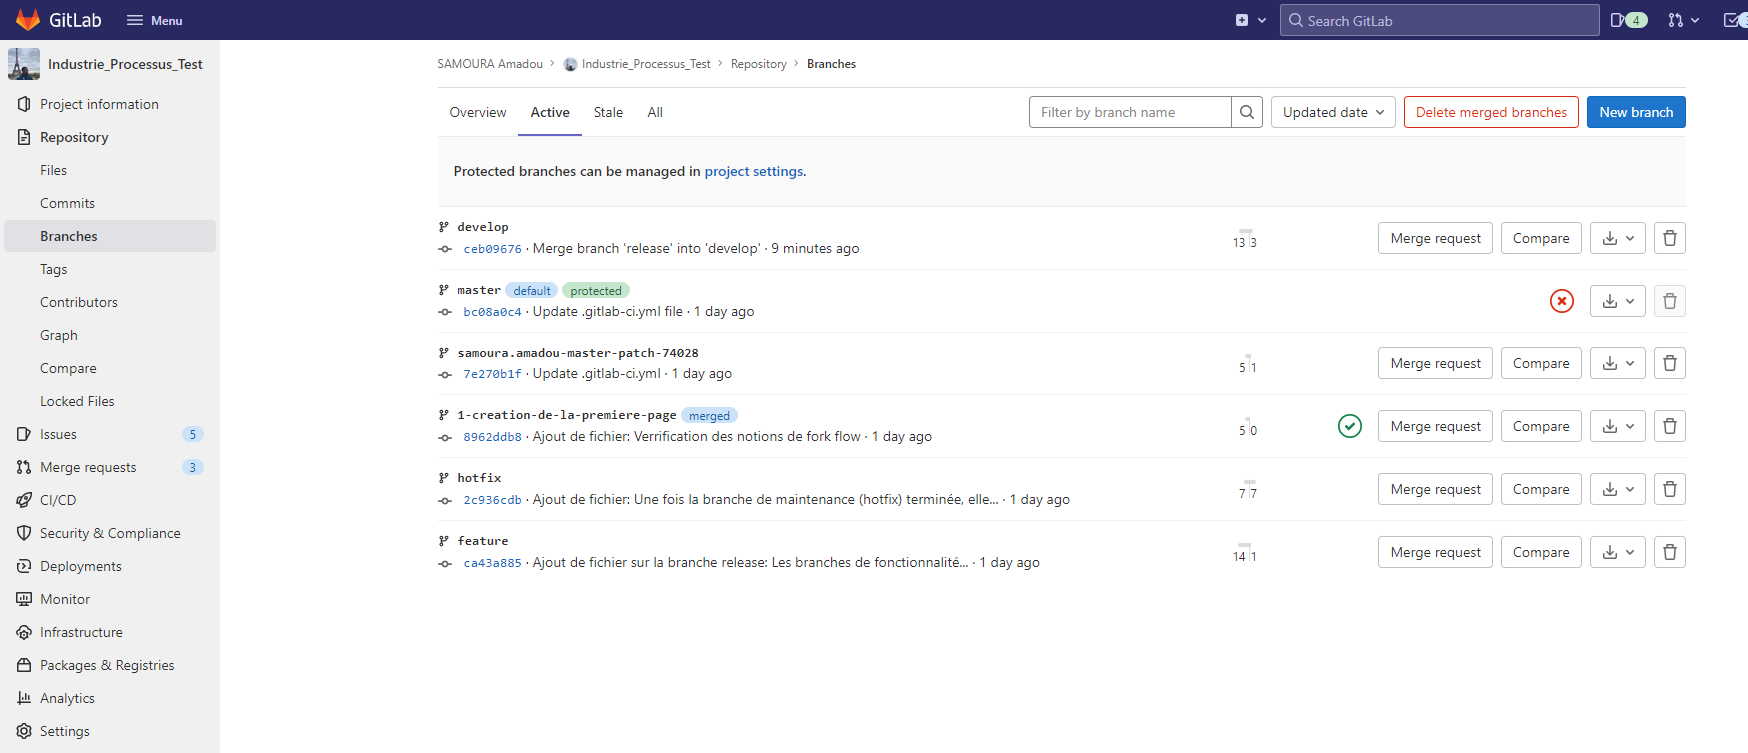 GitLab Menu Search GitLab 4
Industrie_Processus_Test
Project information
Repository
Files
Commits
Branches
Tags
Contributors
Graph
Compare
Locked Files
Issues 5
Merge requests 3
CI/CD
Security & Compliance
Deployments
Monitor
Infrastructure
Packages & Registries
Analytics
Settings
SAMOURA Amadou › Industrie_Processus_Test › Repository › Branches
Overview Active Stale All Filter by branch name Updated date Delete merged branches New branch
Protected branches can be managed in project settings.
develop
ceb09676 · Merge branch 'release' into 'develop' · 9 minutes ago
13 3 Merge request Compare
master default protected
bc08a0c4 · Update .gitlab-ci.yml file · 1 day ago
samoura.amadou-master-patch-74028
7e270b1f · Update .gitlab-ci.yml · 1 day ago
5 1 Merge request Compare
1-creation-de-la-premiere-page merged
8962ddb8 · Ajout de fichier: Verrification des notions de fork flow · 1 day ago
5 0 Merge request Compare
hotfix
2c936cdb · Ajout de fichier: Une fois la branche de maintenance (hotfix) terminée, elle... · 1 day ago
7 7 Merge request Compare
feature
ca43a885 · Ajout de fichier sur la branche release: Les branches de fonctionnalité... · 1 day ago
14 1 Merge request Compare